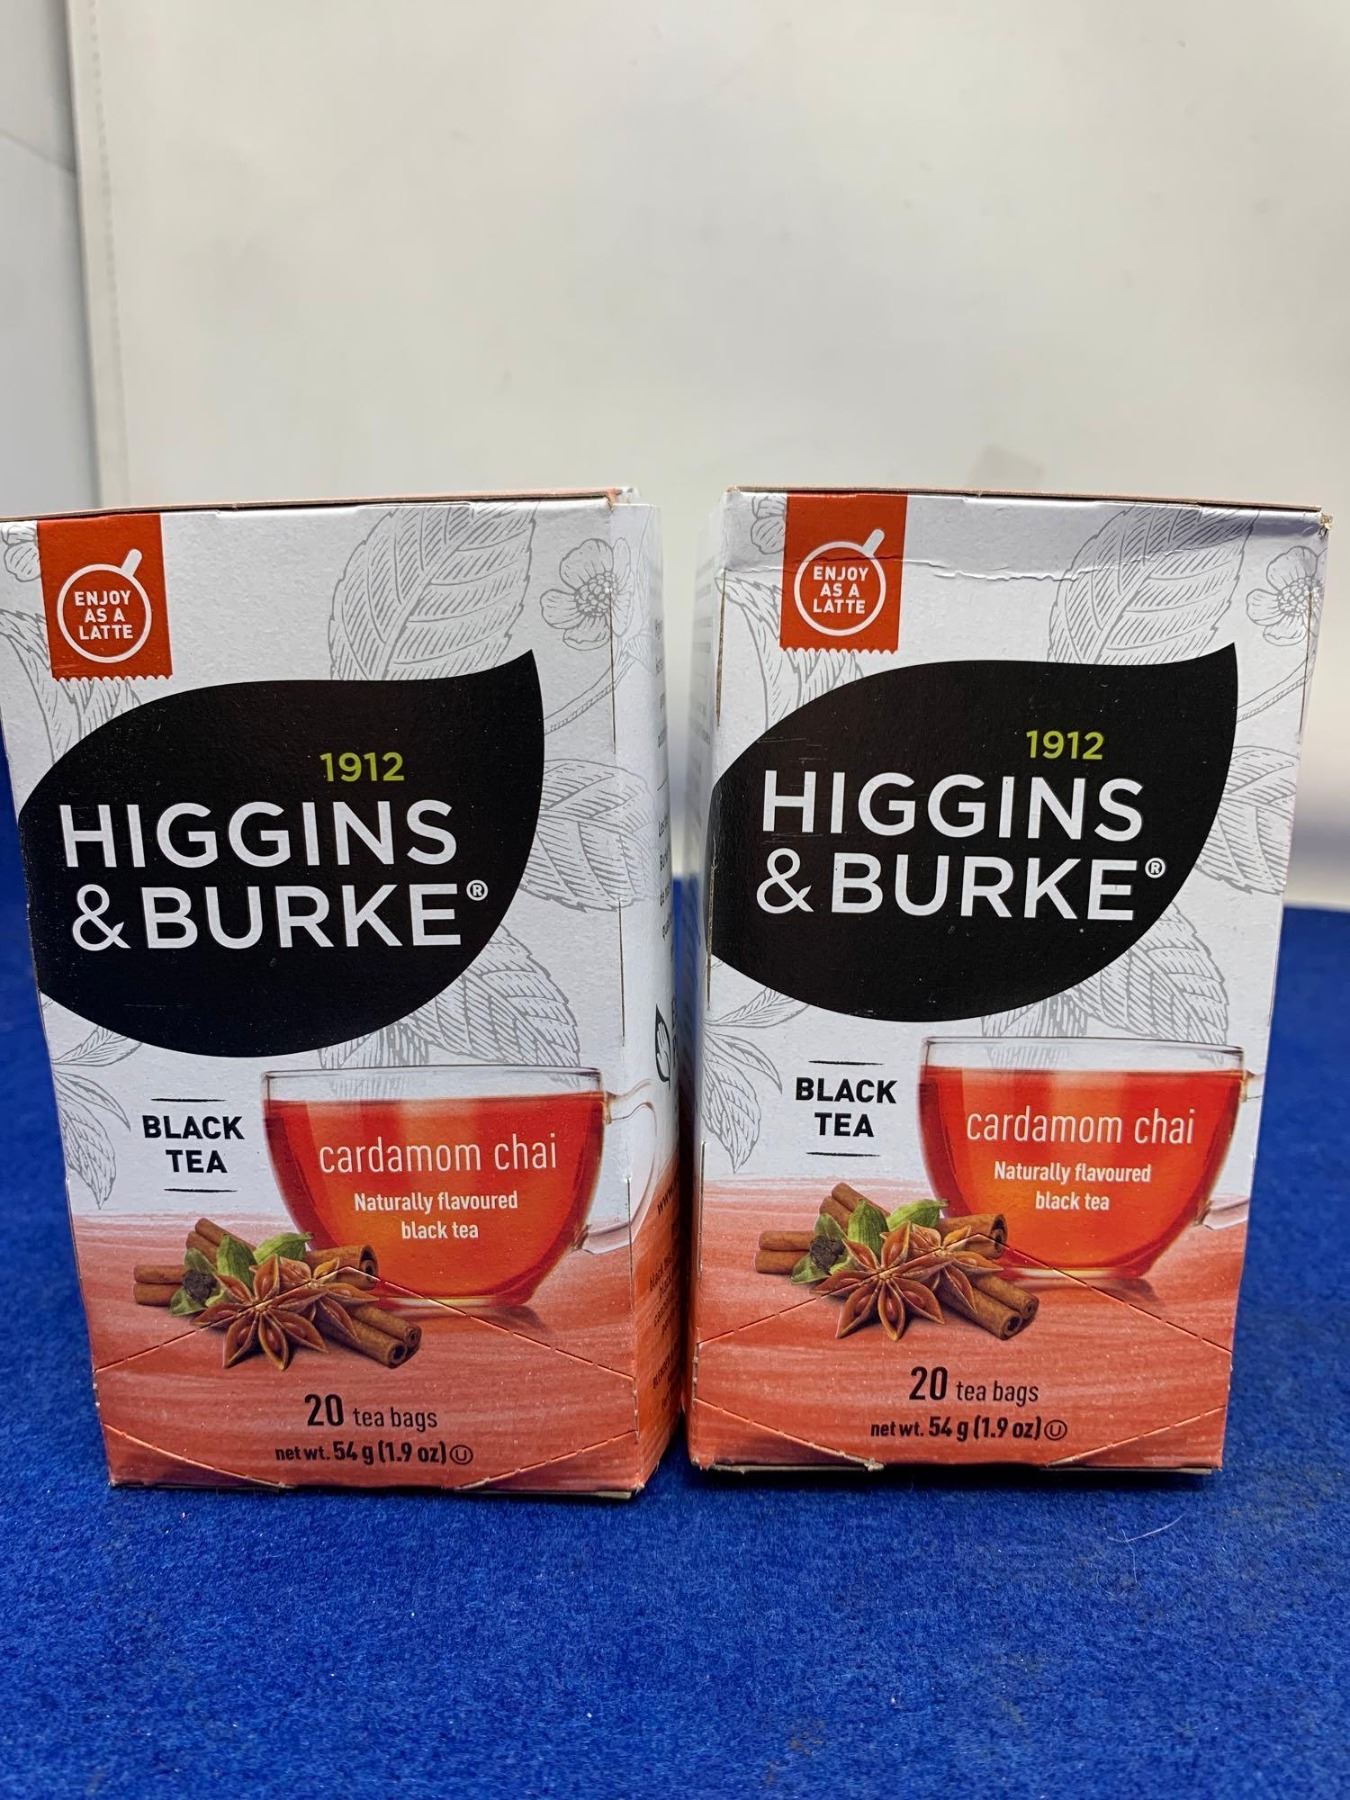 ENJOY
AS A
LATTE
1912
HIGGINS
& BURKE®
BLACK
TEA
cardamom chai
Naturally flavoured
black tea
20 tea bags
net wt. 54 g (1.9 oz) Ⓤ
ENJOY
AS A
LATTE
1912
HIGGINS
& BURKE®
BLACK
TEA
cardamom chai
Naturally flavoured
black tea
20 tea bags
net wt. 54 g (1.9 oz) Ⓤ